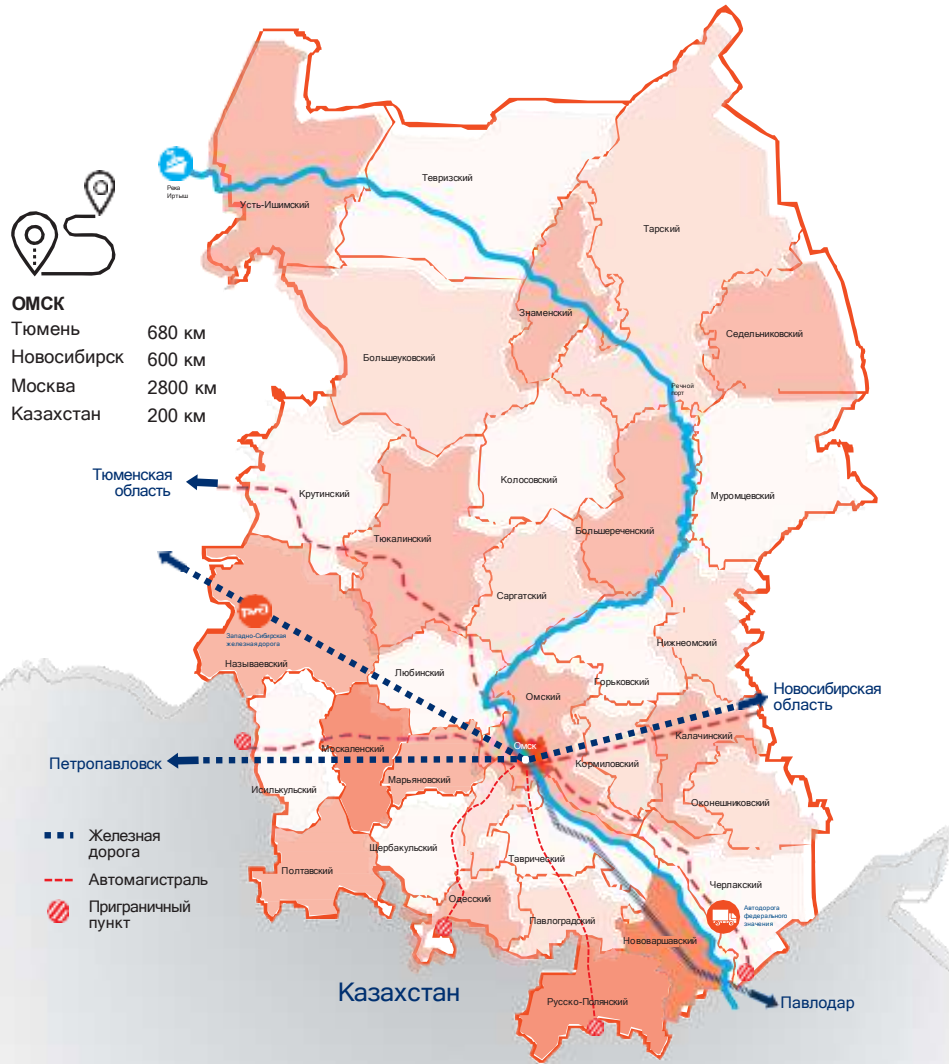 Река
Иртыш
Усть-Ишимский
Тевризский
Тарский
Знаменский
Седельниковский
Большеуковский
Речной
порт
ОМСК
Тюмень 680 км
Новосибирск 600 км
Москва 2800 км
Казахстан 200 км
Тюменская
область
Крутинский
Колосовский
Муромцевский
Тюкалинский
Большереченский
Саргатский
Западно-Сибирская
железная дорога
Называевский
Любинский
Нижнеомский
Горьковский
Омский
Новосибирская
область
Омск
Калачинский
Москаленский
Петропавловск
Марьяновский
Кормиловский
Исилькульский
Оконешниковский
Щербакульский
Таврический
Железная
дорога
Автомагистраль
Приграничный
пункт
Полтавский
Одесский
Павлоградский
Черлакский
Автодорога
федерального
значения
Нововаршавский
Казахстан
Русско-Полянский
Павлодар